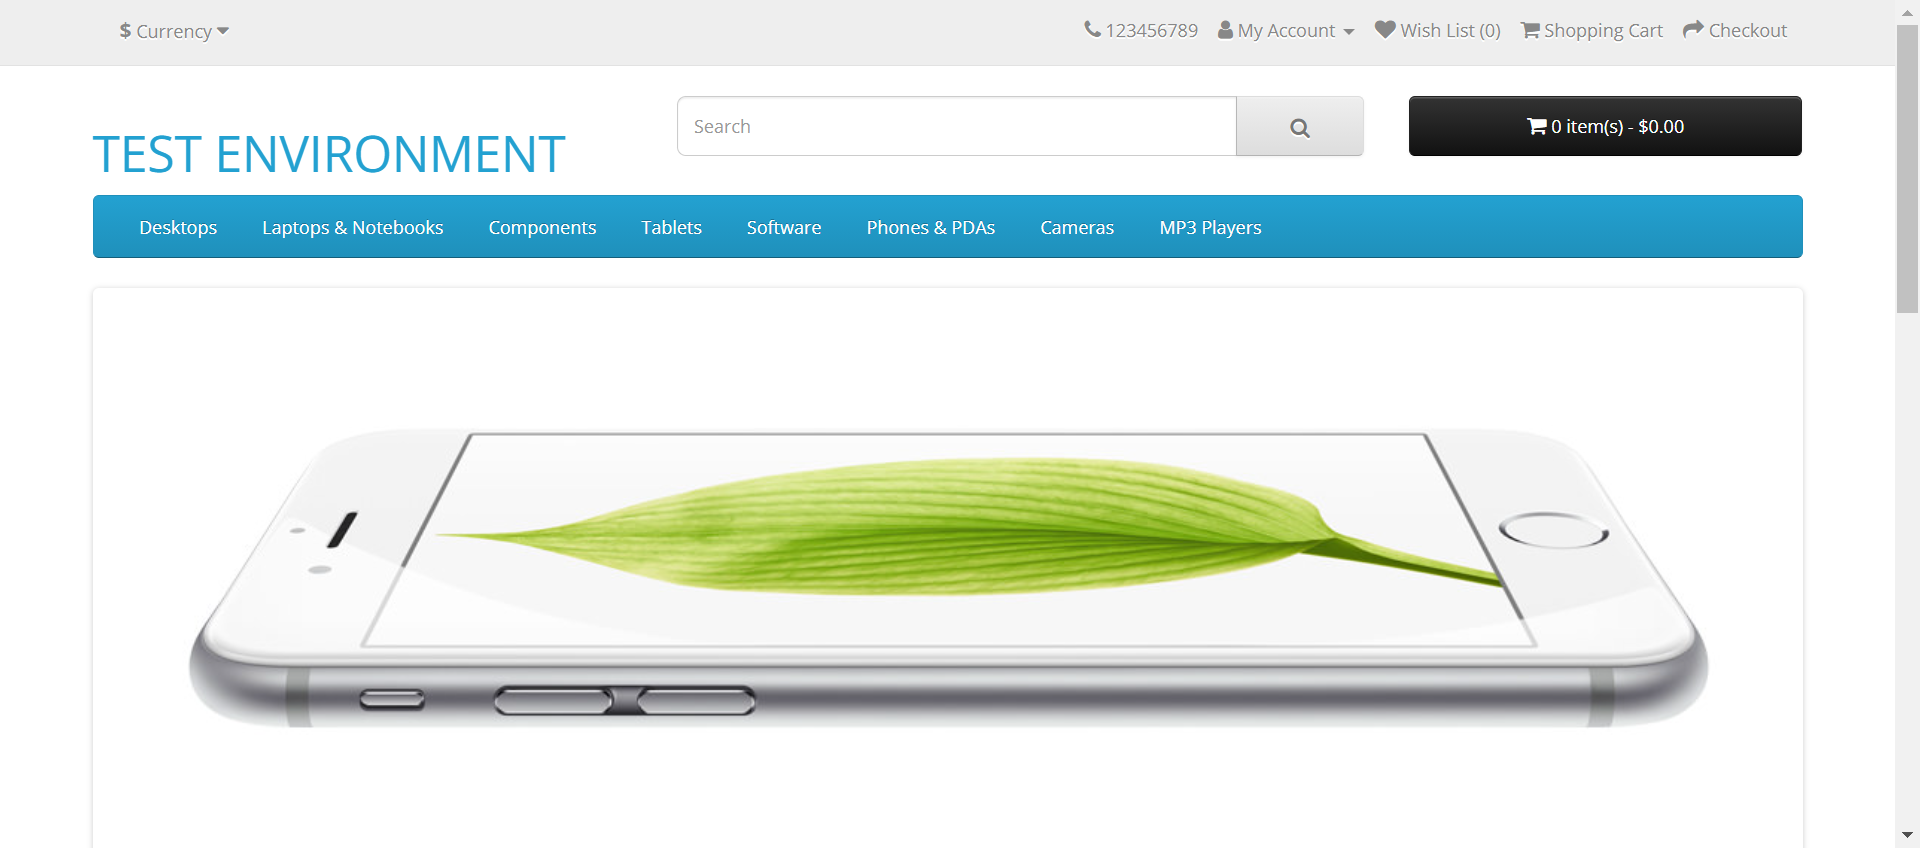 $ Currency
123456789 My Account Wish List (0) Shopping Cart Checkout
TEST ENVIRONMENT
Search
0 item(s) - $0.00
Desktops Laptops & Notebooks Components Tablets Software Phones & PDAs Cameras MP3 Players